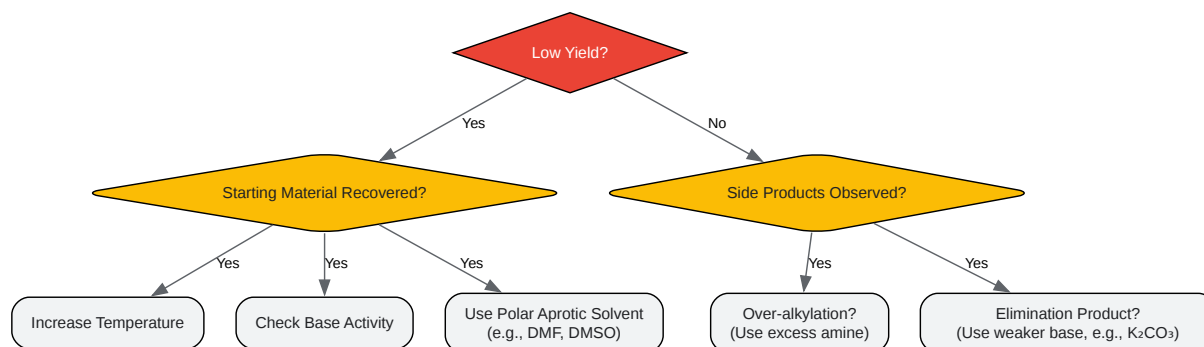 Low Yield?
Yes
No
Starting Material Recovered?
Side Products Observed?
Yes
Yes
Yes
Yes
Yes
Increase Temperature
Check Base Activity
Use Polar Aprotic Solvent
(e.g., DMF, DMSO)
Over-alkylation?
(Use excess amine)
Elimination Product?
(Use weaker base, e.g., K₂CO₃)